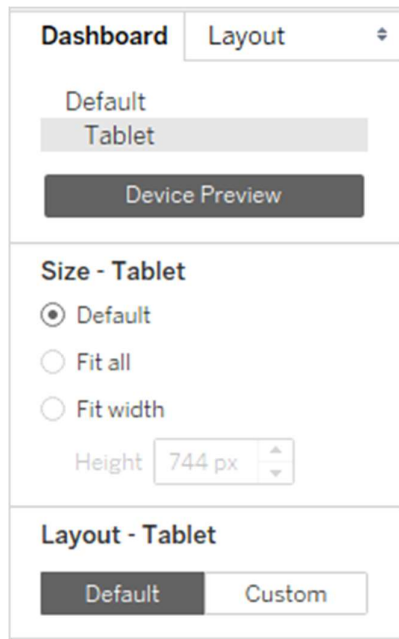 Dashboard Layout
Default
Tablet
Device Preview
Size - Tablet
Default
Fit all
Fit width
Height 744 px
Layout - Tablet
Default Custom